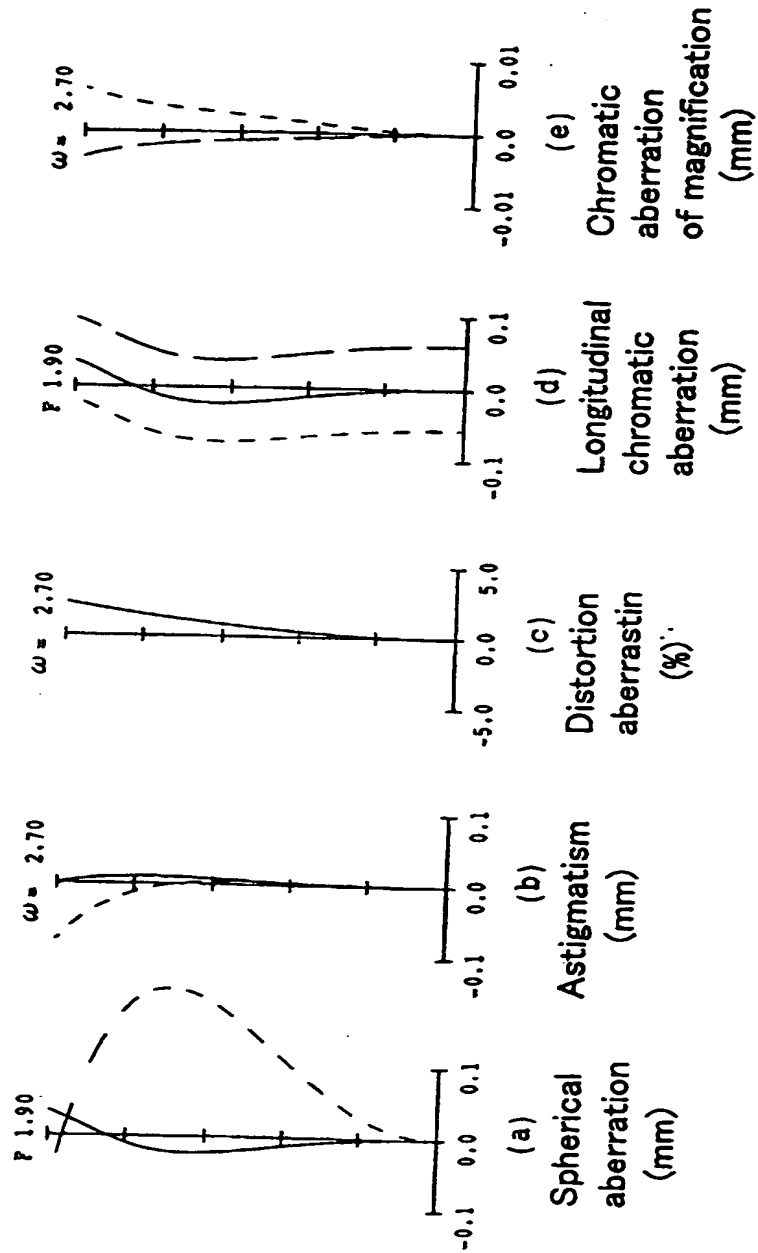 F 1.90
-0.1 0.0 0.1
(a)
Spherical
aberration
(mm)
ω= 2.70
-0.1 0.0 0.1
(b)
Astigmatism
(mm)
ω= 2.70
-5.0 0.0 5.0
(c)
Distortion
aberrastin
(%)
F 1.90
-0.1 0.0 0.1
(d)
Longitudinal
chromatic
aberration
(mm)
ω= 2.70
-0.01 0.0 0.01
(e)
Chromatic
aberration
of magnification
(mm)